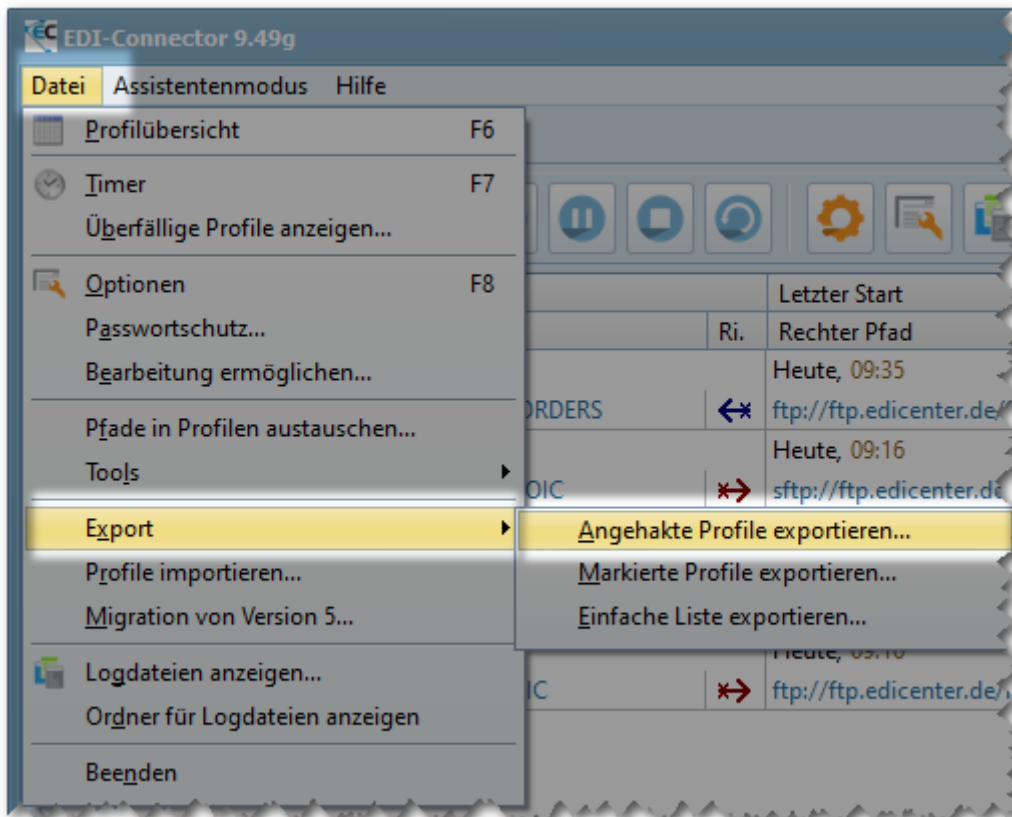 EDI-Connector 9.49g
Datei Assistentenmodus Hilfe
Profilübersicht F6
Timer F7
Überfällige Profile anzeigen...
Optionen F8
Passwortschutz...
Bearbeitung ermöglichen...
Pfade in Profilen austauschen...
Tools
Export
Profile importieren...
Migration von Version 5...
Logdateien anzeigen...
Ordner für Logdateien anzeigen
Beenden
Angehakte Profile exportieren...
Markierte Profile exportieren...
Einfache Liste exportieren...
Letzter Start
Ri. Rechter Pfad
Heute, 09:35
ORDERS ftp://ftp.edicenter.de/
Heute, 09:16
OIC sftp://ftp.edicenter.de
Heute, 09:16
IC ftp://ftp.edicenter.de/